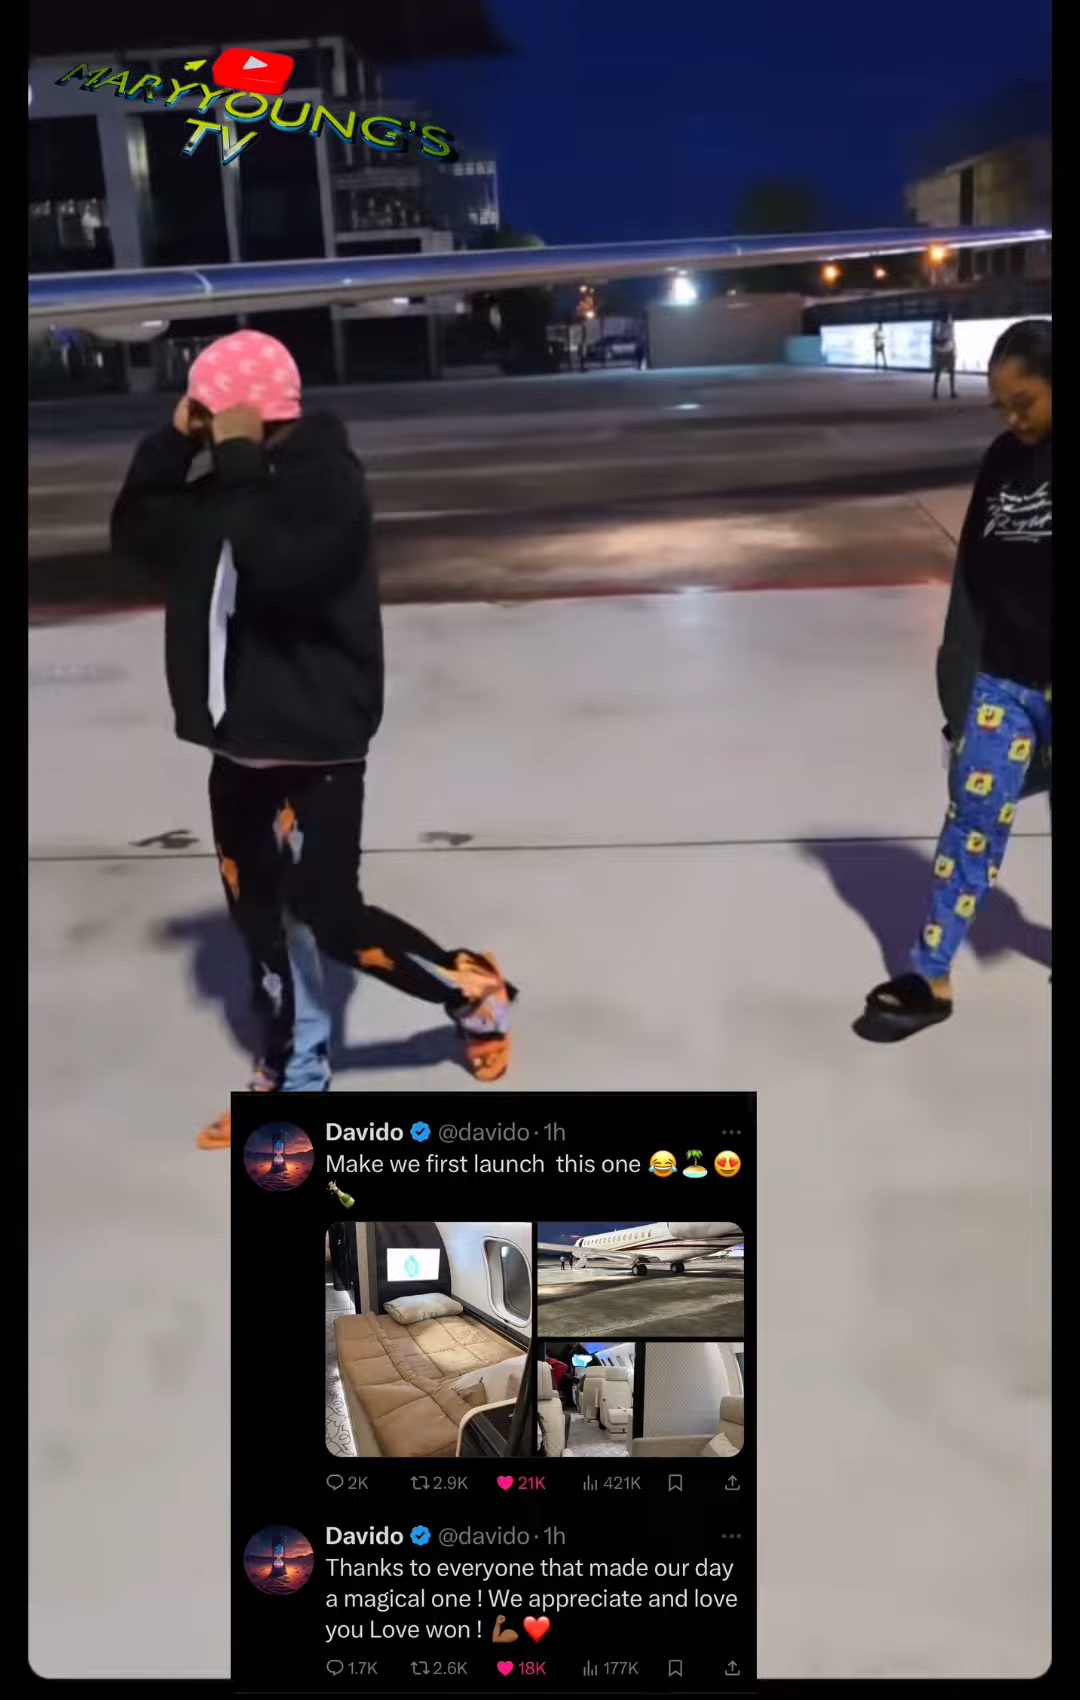 MARYYOUNG'S
TV
Davido @davido · 1h
Make we first launch  this one 😂🏝️😍
🍾
2K 2.9K 21K 421K
Davido @davido · 1h
Thanks to everyone that made our day
a magical one ! We appreciate and love
you Love won ! 💪🏾❤️
1.7K 2.6K 18K 177K